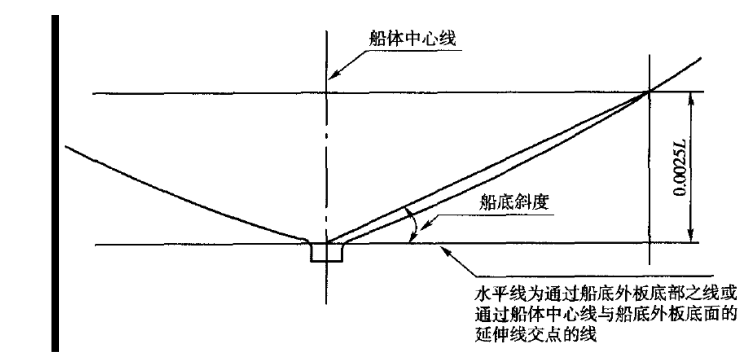 船体中心线
0.0025L
船底斜度
水平线为通过船底外板底部之线或
通过船体中心线与船底外板底面的
延伸线交点的线